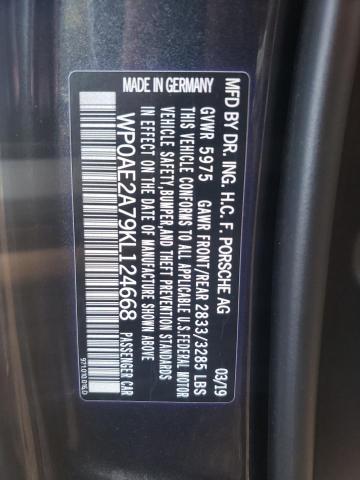 MFD BY DR. ING. H.C. F. PORSCHE AG 03/19
GVWR 5975 GAWR FRONT/REAR 2833/3285 LBS
THIS VEHICLE CONFORMS TO ALL APPLICABLE U.S. FEDERAL MOTOR
VEHICLE SAFETY, BUMPER, AND THEFT PREVENTION STANDARDS
IN EFFECT ON THE DATE OF MANUFACTURE SHOWN ABOVE.
WP0AE2A79KL124668 PASSENGER CAR
MADE IN GERMANY